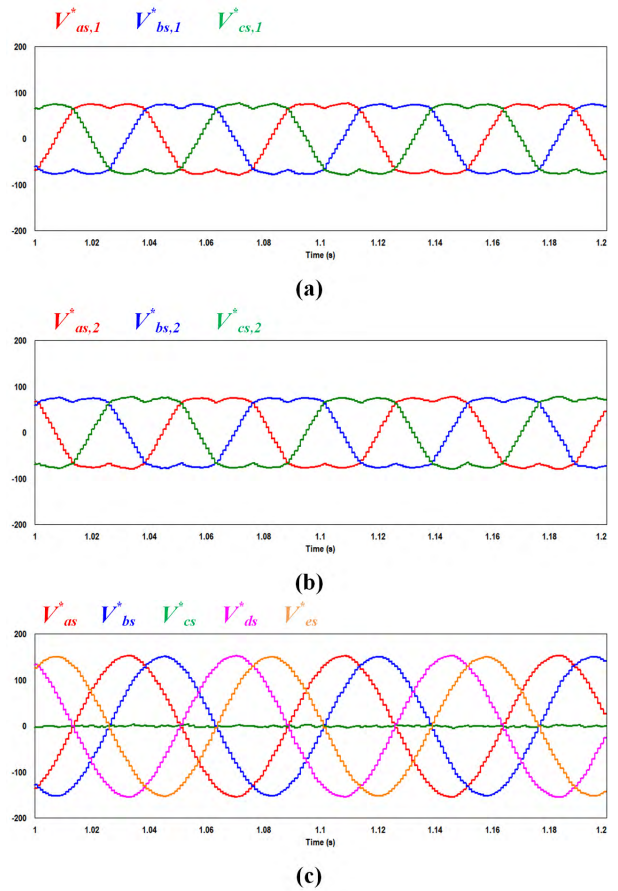 V*as,1 V*bs,1 V*cs,1
200
100
0
-100
-200
1 1.02 1.04 1.06 1.08 1.1 1.12 1.14 1.16 1.18 1.2
Time (s)
(a)
V*as,2 V*bs,2 V*cs,2
200
100
0
-100
-200
1 1.02 1.04 1.06 1.08 1.1 1.12 1.14 1.16 1.18 1.2
Time (s)
(b)
V*as V*bs V*cs V*ds V*es
200
100
0
-100
-200
1 1.02 1.04 1.06 1.08 1.1 1.12 1.14 1.16 1.18 1.2
Time (s)
(c)